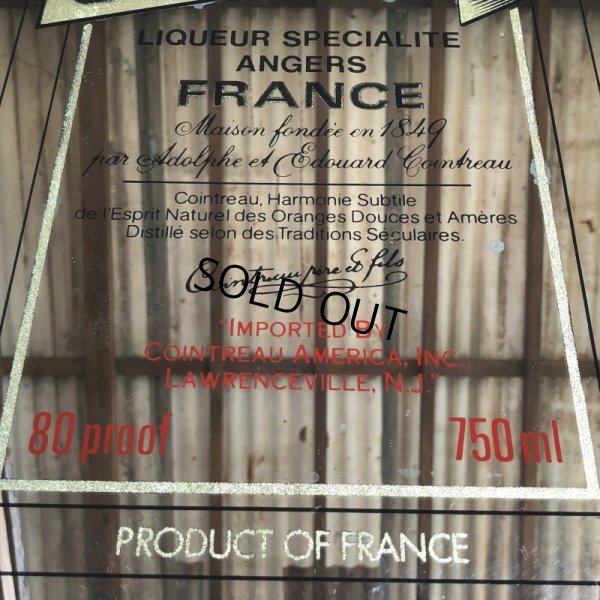 LIQUEUR SPECIALITE
ANGERS
FRANCE
Maison fondée en 1849
par Adolphe et Edouard Cointreau
Cointreau, Harmonie Subtile
de l'Esprit Naturel des Oranges Douces et Amères
Distillé selon des Traditions Séculaires.
Cointreau pere et fils
SOLD OUT
"IMPORTED BY
COINTREAU AMERICA, INC.
LAWRENCEVILLE, N.J."
80 proof
750 ml
PRODUCT OF FRANCE